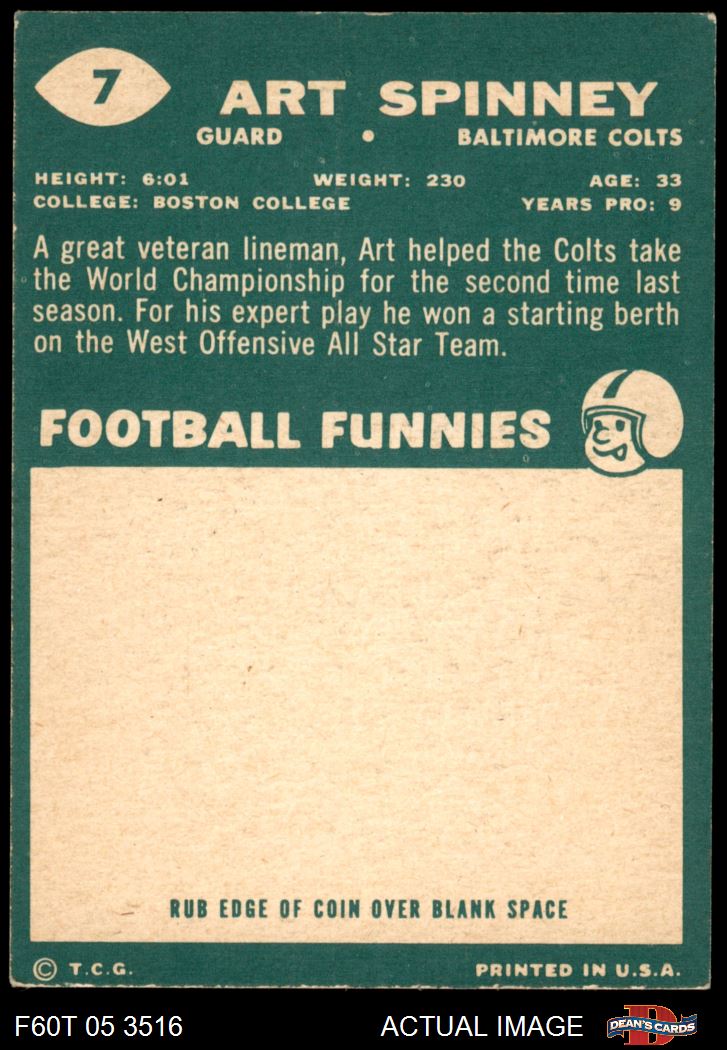 7
ART SPINNEY
GUARD • BALTIMORE COLTS
HEIGHT: 6:01 WEIGHT: 230 AGE: 33
COLLEGE: BOSTON COLLEGE YEARS PRO: 9
A great veteran lineman, Art helped the Colts take
the World Championship for the second time last
season. For his expert play he won a starting berth
on the West Offensive All Star Team.
FOOTBALL FUNNIES
RUB EDGE OF COIN OVER BLANK SPACE
© T.C.G. PRINTED IN U.S.A.
F60T 05 3516 ACTUAL IMAGE D DEAN'S CARDS